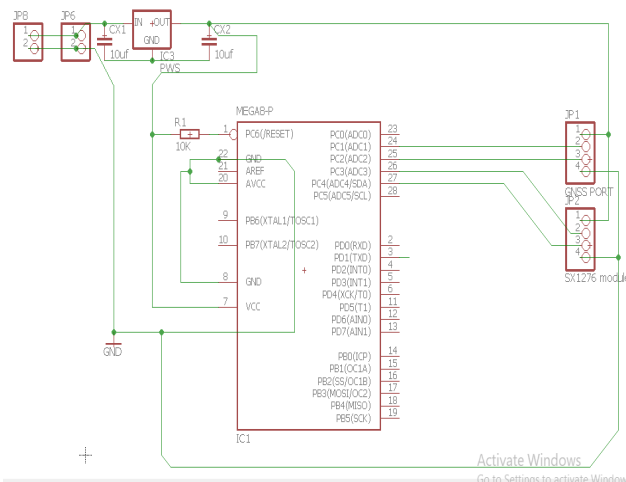 JP8
JP6
1
2
1
2
CX1
10uf
IN +OUT
GND
IC3
PWS
CX2
10uf
MEGA8-P
R1
10K
1 PC6(/RESET)
22 GND
21 AREF
20 AVCC
9 PB6(XTAL1/TOSC1)
10 PB7(XTAL2/TOSC2)
8 GND
7 VCC
PC0(ADC0) 23
PC1(ADC1) 24
PC2(ADC2) 25
PC3(ADC3) 26
PC4(ADC4/SDA) 27
PC5(ADC5/SCL) 28
PD0(RXD) 2
PD1(TXD) 3
PD2(INT0) 4
PD3(INT1) 5
PD4(XCK/T0) 6
PD5(T1) 11
PD6(AIN0) 12
PD7(AIN1) 13
PB0(ICP) 14
PB1(OC1A) 15
PB2(SS/OC1B) 16
PB3(MOSI/OC2) 17
PB4(MISO) 18
PB5(SCK) 19
IC1
GND
JP1
1
2
3
4
GNSS PORT
JP2
1
2
3
4
SX1276 module
Activate Windows
Go to Settings to activate Window